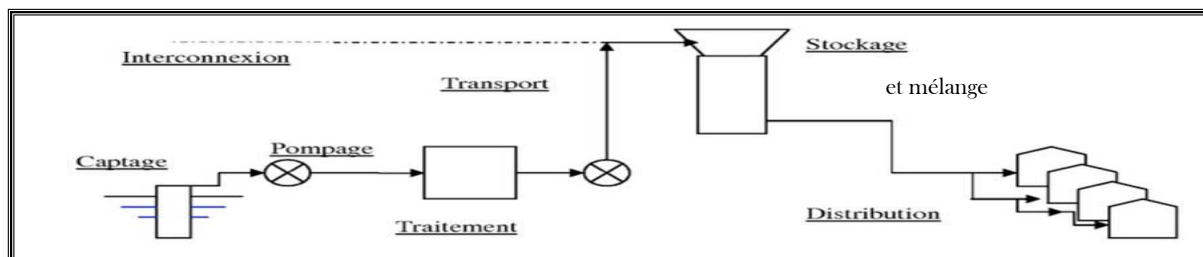 Interconnexion
Stockage
Transport
et mélange
Captage
Pompage
Traitement
Distribution